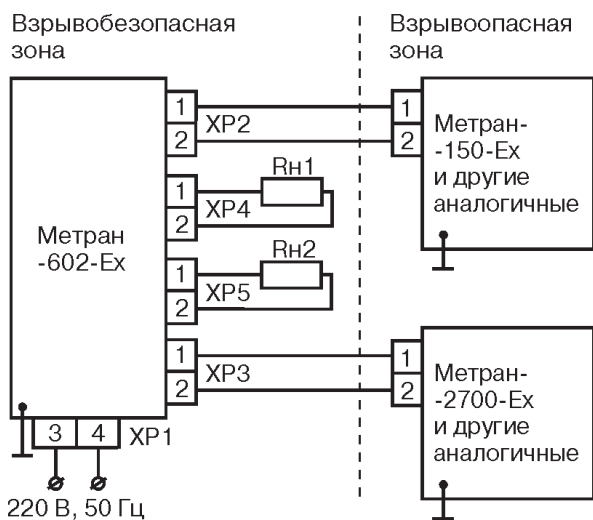 Взрывобезопасная
зона
Взрывоопасная
зона
Метран
-602-Ex
1
2
XP2
1
2
Метран-
-150-Ex
и другие
аналогичные
1
2
XP4
Rн1
1
2
XP5
Rн2
1
2
XP3
1
2
Метран-
-2700-Ex
и другие
аналогичные
3 4 XP1
220 В, 50 Гц